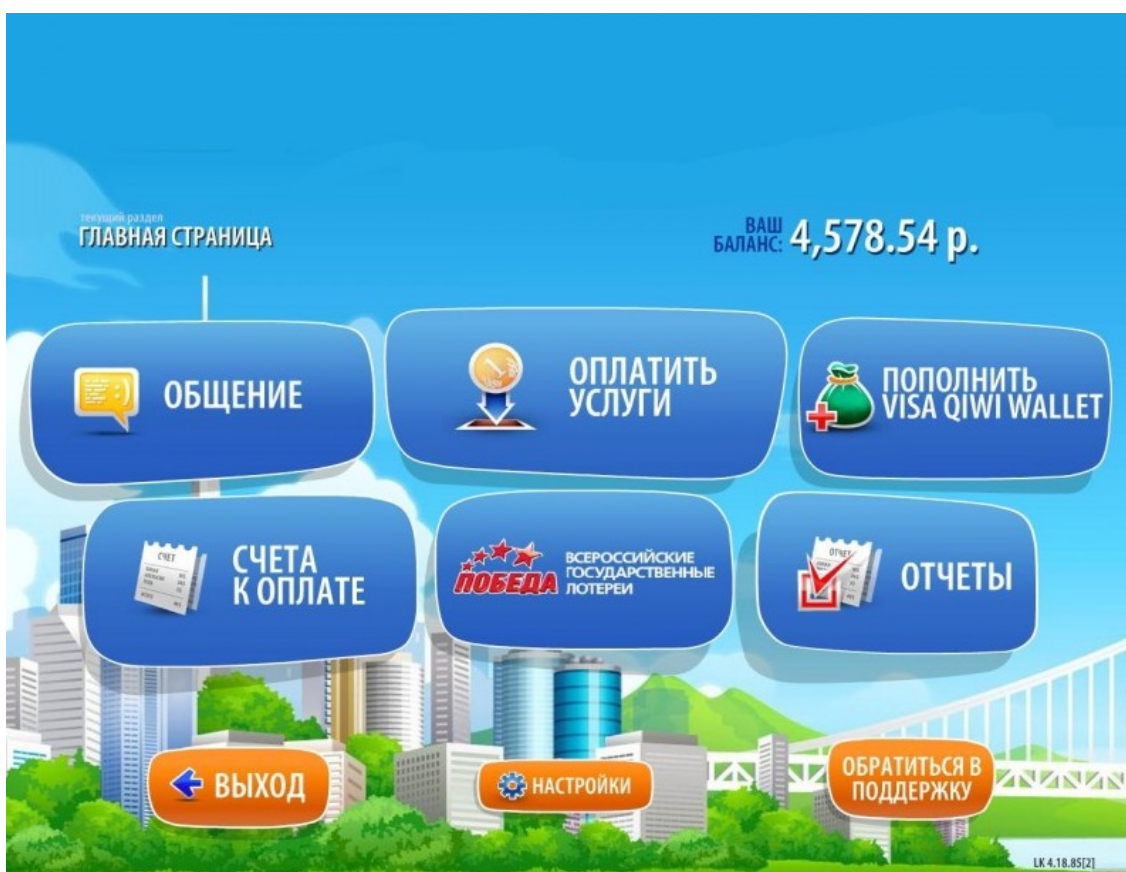 текущий раздел
ГЛАВНАЯ СТРАНИЦА
ВАШ
БАЛАНС: 4,578.54 р.
ОБЩЕНИЕ
ОПЛАТИТЬ
УСЛУГИ
ПОПОЛНИТЬ
VISA QIWI WALLET
СЧЕТ
СЧЕТА
К ОПЛАТЕ
ПОБЕДА
ВСЕРОССИЙСКИЕ
ГОСУДАРСТВЕННЫЕ
ЛОТЕРЕИ
ОТЧЕТ
ОТЧЕТЫ
ВЫХОД
НАСТРОЙКИ
ОБРАТИТЬСЯ В
ПОДДЕРЖКУ
LK 4.18.85[2]